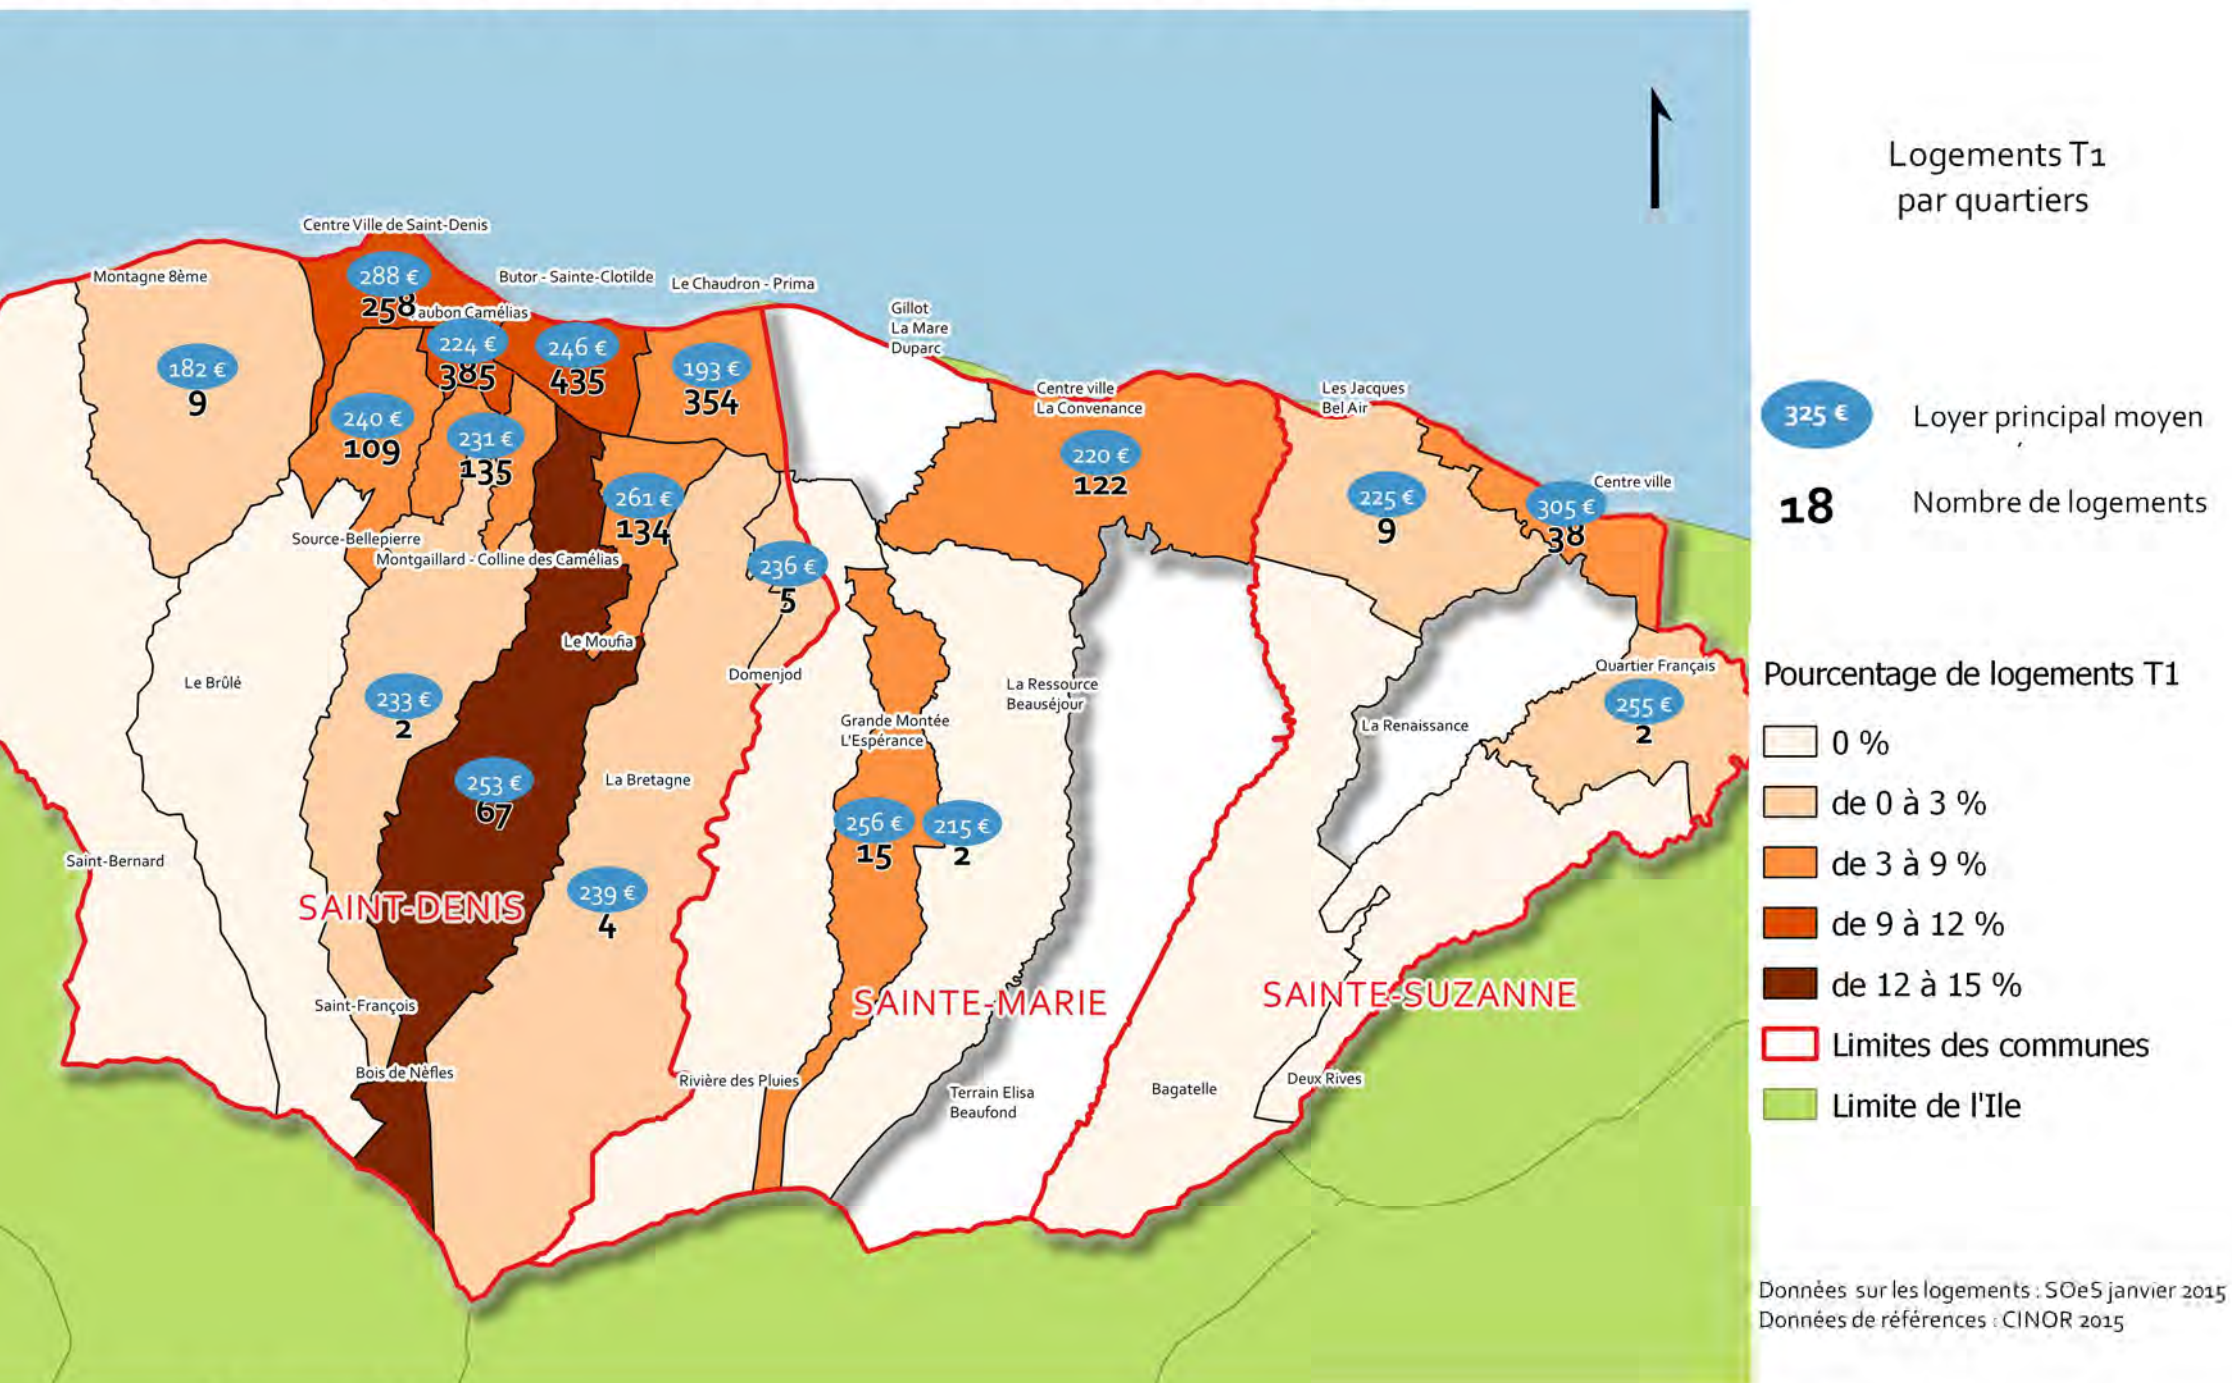 Logements T1
par quartiers
325 €
Loyer principal moyen
18
Nombre de logements
Pourcentage de logements T1
0 %
de 0 à 3 %
de 3 à 9 %
de 9 à 12 %
de 12 à 15 %
Limites des communes
Limite de l'Ile
Données sur les logements : SOeS janvier 2015
Données de références : CINOR 2015
Centre Ville de Saint-Denis
288 €
258
Montagne 8ème
182 €
9
aubon Camélias
224 €
385
Butor - Sainte-Clotilde
246 €
435
Le Chaudron - Prima
193 €
354
Gillot
La Mare
Duparc
Centre ville
La Convenance
220 €
122
Les Jacques
Bel Air
225 €
9
Centre ville
305 €
38
240 €
109
231 €
135
261 €
134
236 €
5
Source-Bellepierre
Montgaillard - Colline des Camélias
Le Moufia
Domenjod
Le Brûlé
233 €
2
253 €
67
La Bretagne
239 €
4
Grande Montée
L'Espérance
256 €
15
215 €
2
La Ressource
Beauséjour
La Renaissance
Quartier Français
255 €
2
Saint-Bernard
SAINT-DENIS
SAINTE-MARIE
SAINTE-SUZANNE
Saint-François
Bois de Nèfles
Rivière des Pluies
Terrain Elisa
Beaufond
Bagatelle
Deux Rives